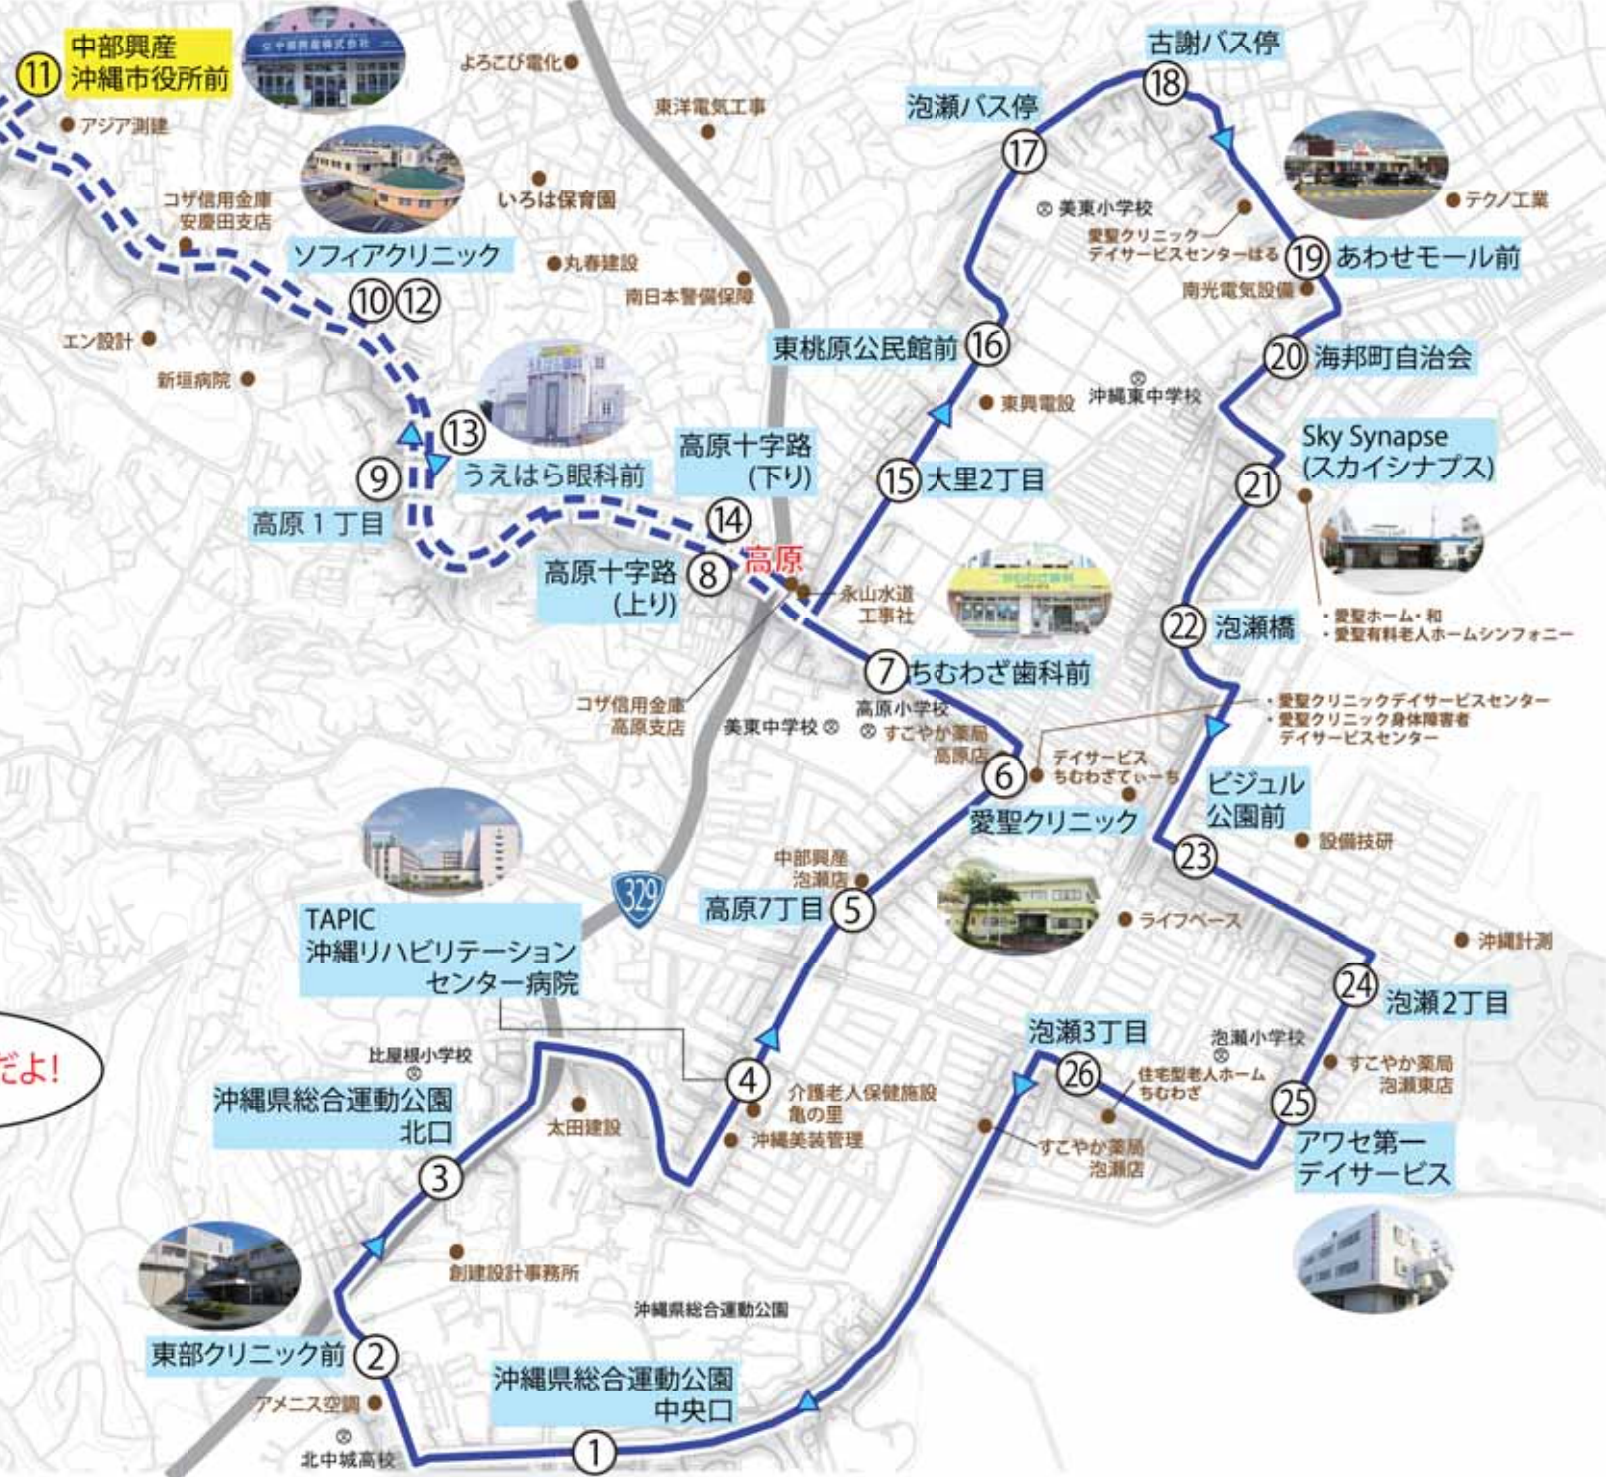 ⑪
中部興産
沖縄市役所前
中部興産株式会社
アジア測建
コザ信用金庫
安慶田支店
ソフィアクリニック
⑩⑫
エン設計
新垣病院
よろこび電化
東洋電気工事
いろは保育園
丸春建設
南日本警備保障
⑬
うえはら眼科前
⑨
高原1丁目
高原十字路
(下り)
⑭
高原十字路
(上り)
⑧
高原
永山水道
工事社
コザ信用金庫
高原支店
古謝バス停
⑱
泡瀬バス停
⑰
美東小学校
愛聖クリニック
デイサービスセンターはる
テクノ工業
⑲
あわせモール前
南光電気設備
東桃原公民館前
⑯
⑳
海邦町自治会
東興電設
沖縄東中学校
⑮
大里2丁目
Sky Synapse
(スカイシナプス)
㉑
・愛聖ホーム・和
・愛聖有料老人ホームシンフォニー
㉒
泡瀬橋
⑦
ちむわざ歯科前
高原小学校
美東中学校
すこやか薬局
高原店
⑥
愛聖クリニック
デイサービス
ちむわざてぃーち
・愛聖クリニックデイサービスセンター
・愛聖クリニック身体障害者
デイサービスセンター
ビジュル
公園前
㉓
設備技研
中部興産
泡瀬店
高原7丁目
⑤
ライフベース
沖縄計測
329
TAPIC
沖縄リハビリテーション
センター病院
㉔
泡瀬2丁目
泡瀬3丁目
㉖
泡瀬小学校
住宅型老人ホーム
ちむわざ
すこやか薬局
泡瀬東店
㉕
アワセ第一
デイサービス
すこやか薬局
泡瀬店
だよ!
比屋根小学校
沖縄県総合運動公園
北口
③
太田建設
④
介護老人保健施設
亀の里
沖縄美装管理
創建設計事務所
沖縄県総合運動公園
東部クリニック前
②
アメニス空調
北中城高校
沖縄県総合運動公園
中央口
①